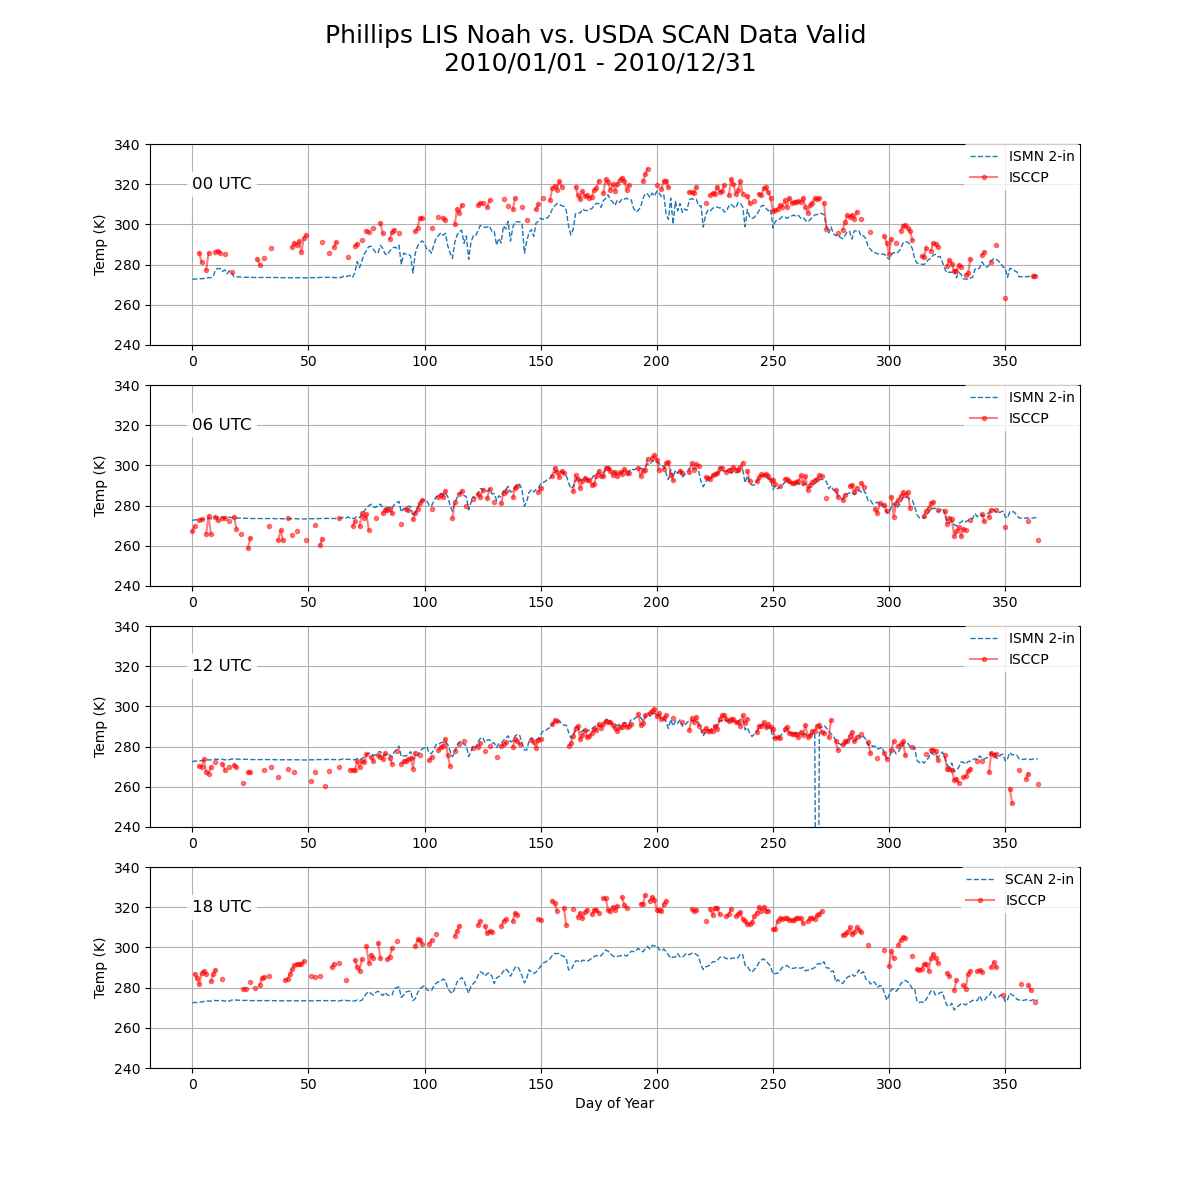 Phillips LIS Noah vs. USDA SCAN Data Valid
2010/01/01 - 2010/12/31
340
320
300
280
260
240
Temp (K)
00 UTC
ISMN 2-in
ISCCP
0 50 100 150 200 250 300 350
340
320
300
280
260
240
Temp (K)
06 UTC
ISMN 2-in
ISCCP
0 50 100 150 200 250 300 350
340
320
300
280
260
240
Temp (K)
12 UTC
ISMN 2-in
ISCCP
0 50 100 150 200 250 300 350
340
320
300
280
260
240
Temp (K)
18 UTC
SCAN 2-in
ISCCP
0 50 100 150 200 250 300 350
Day of Year